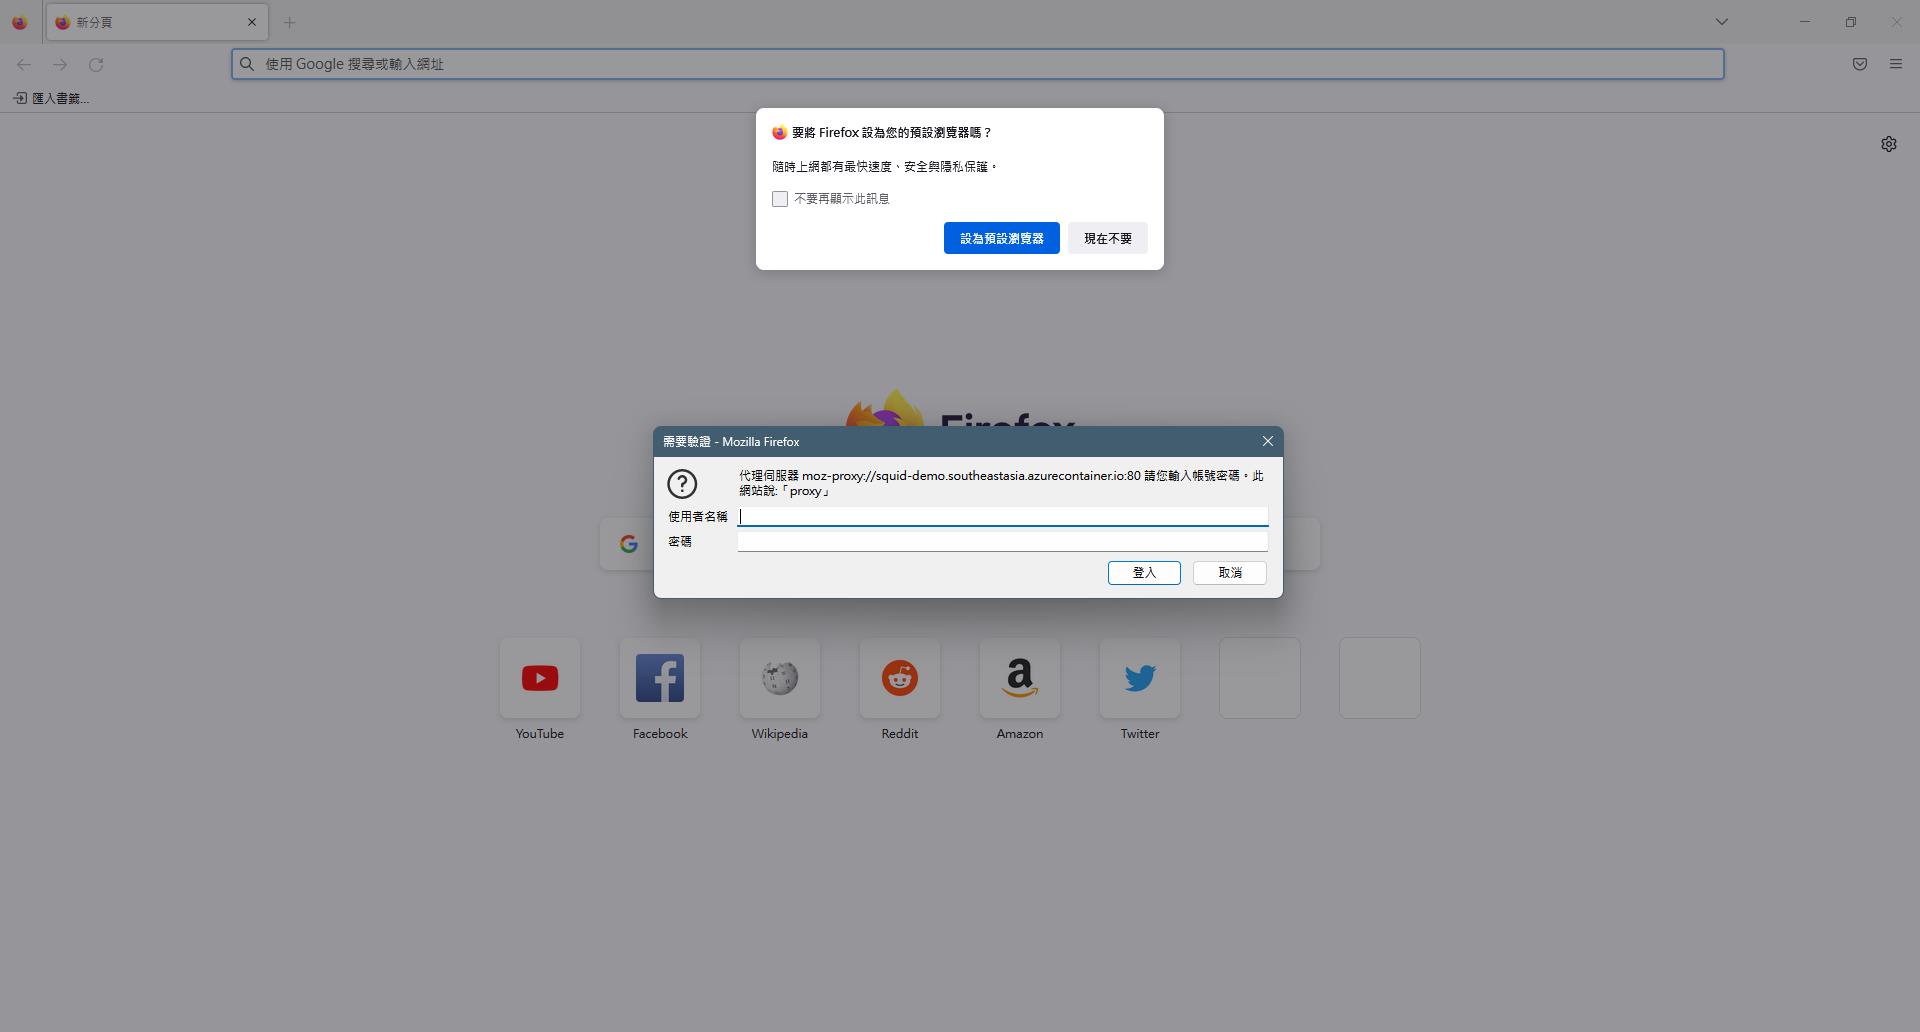 新分頁
使用 Google 搜尋或輸入網址
匯入書籤...
要將 Firefox 設為您的預設瀏覽器嗎？
隨時上網都有最快速度、安全與隱私保護。
不要再顯示此訊息
設為預設瀏覽器
現在不要
Firefox
需要驗證 - Mozilla Firefox
代理伺服器 moz-proxy://squid-demo.southeastasia.azurecontainer.io:80 請您輸入帳號密碼。此
網站說:「proxy」
使用者名稱
密碼
登入
取消
YouTube
Facebook
Wikipedia
Reddit
Amazon
Twitter